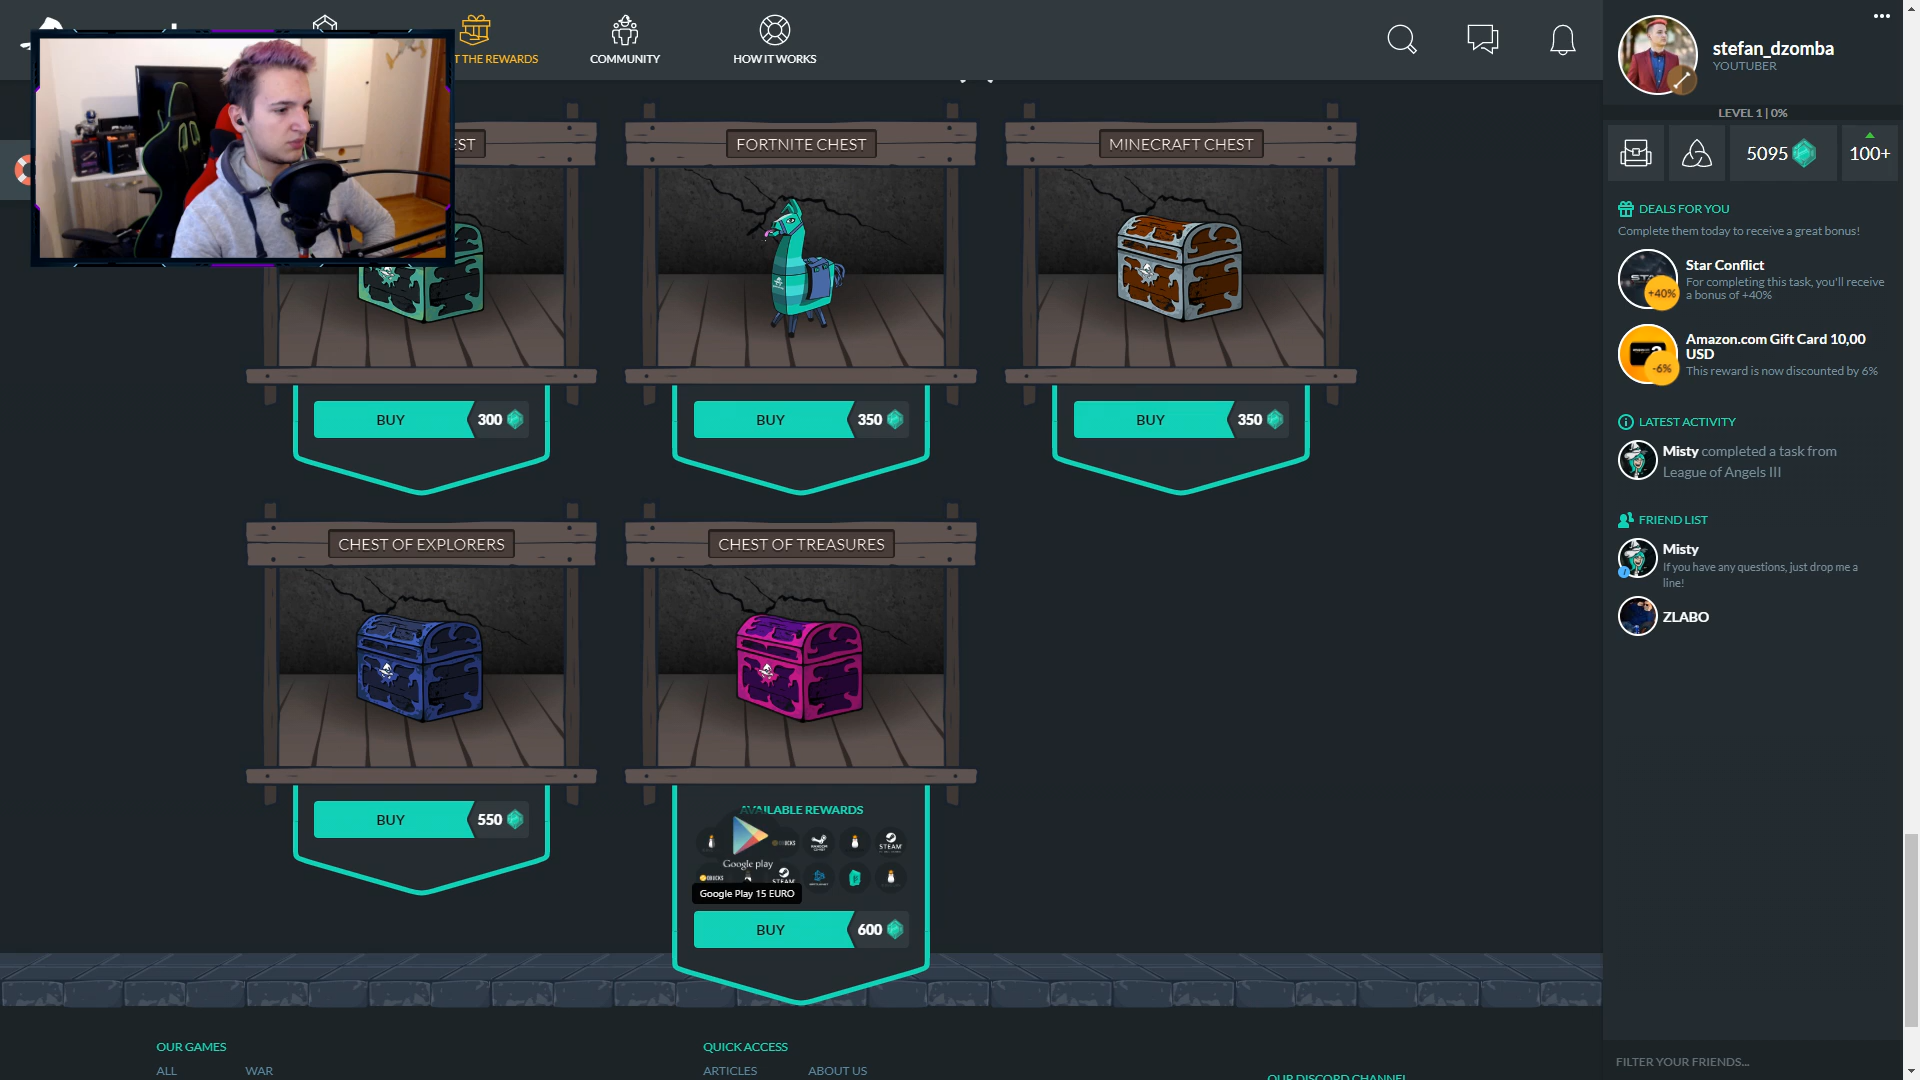 T THE REWARDS
COMMUNITY
HOW IT WORKS
stefan_dzomba
YOUTUBER
LEVEL 1 | 0%
5095
100+
EST
FORTNITE CHEST
MINECRAFT CHEST
BUY
300
BUY
350
BUY
350
CHEST OF EXPLORERS
CHEST OF TREASURES
BUY
550
AVAILABLE REWARDS
STEAM
Google play
STEAM
Google Play 15 EURO
BUY
600
DEALS FOR YOU
Complete them today to receive a great bonus!
+40%
Star Conflict
For completing this task, you'll receive
a bonus of +40%
-6%
Amazon.com Gift Card 10,00
USD
This reward is now discounted by 6%
LATEST ACTIVITY
Misty completed a task from
League of Angels III
FRIEND LIST
Misty
If you have any questions, just drop me a
line!
ZLABO
FILTER YOUR FRIENDS...
OUR GAMES
ALL
WAR
QUICK ACCESS
ARTICLES
ABOUT US
OUR DISCORD CHANNEL